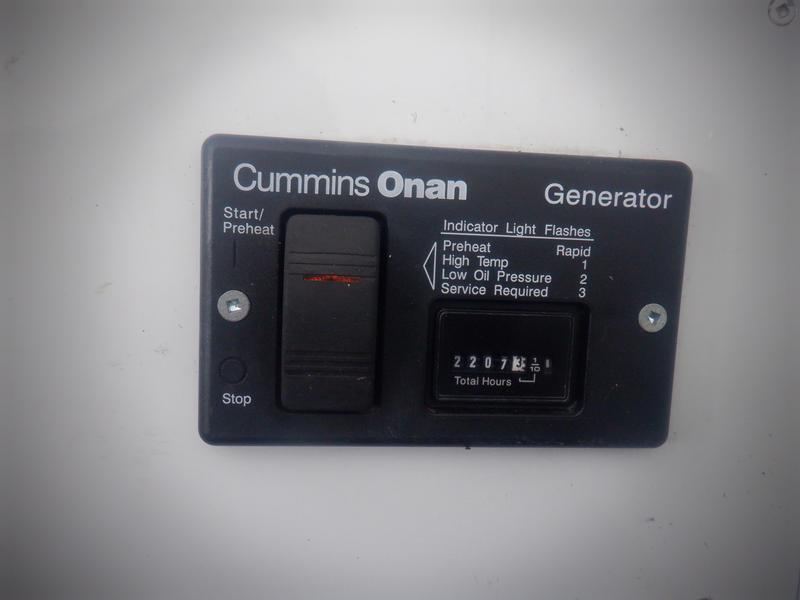 Cummins Onan
Generator
Start/
Preheat
Stop
Indicator Light Flashes
Preheat Rapid
High Temp 1
Low Oil Pressure 2
Service Required 3
22073 1/10
Total Hours